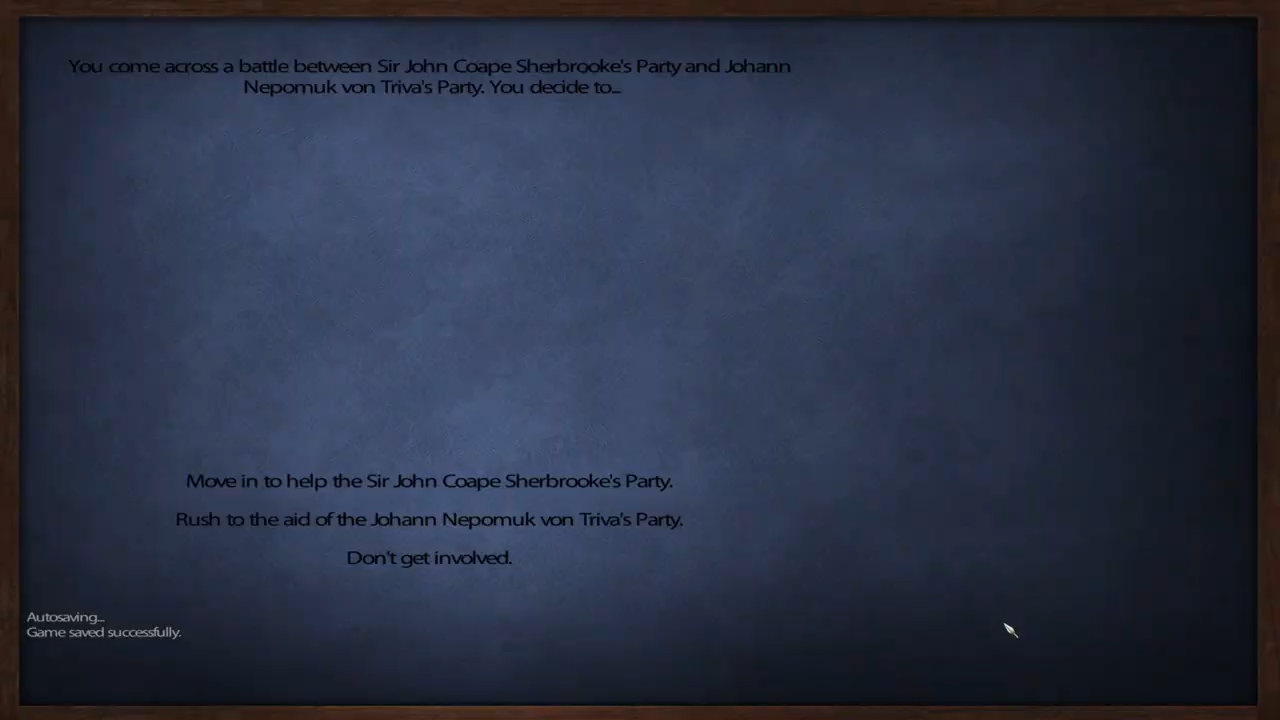 You come across a battle between Sir John Coape Sherbrooke's Party and Johann
Nepomuk von Triva's Party. You decide to...
Move in to help the Sir John Coape Sherbrooke's Party.
Rush to the aid of the Johann Nepomuk von Triva's Party.
Don't get involved.
Autosaving...
Game saved successfully.